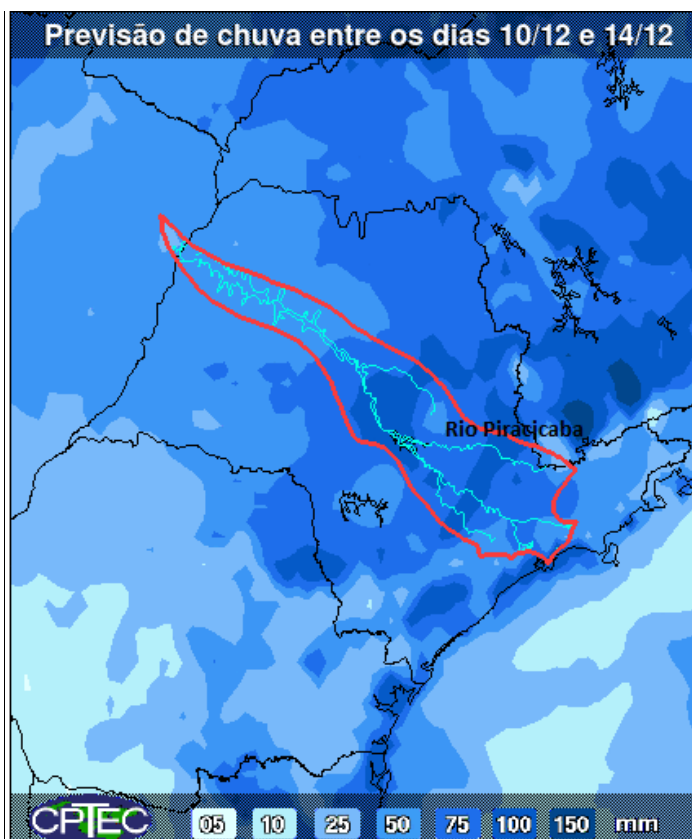 Previsão de chuva entre os dias 10/12 e 14/12
Rio Piracicaba
CPTEC 05 10 25 50 75 100 150 mm